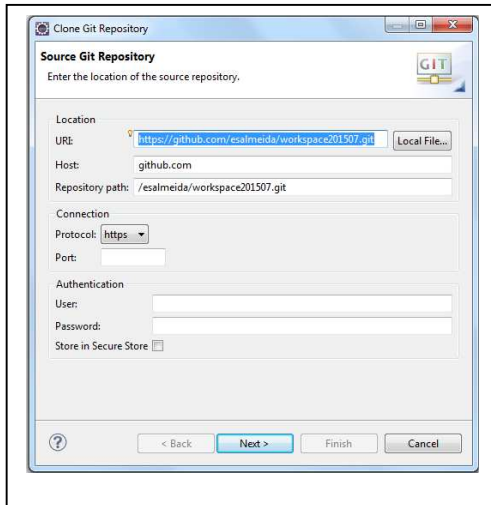 Clone Git Repository
Source Git Repository
Enter the location of the source repository.
GIT
Location
URI: https://github.com/esalmeida/workspace201507.git Local File...
Host: github.com
Repository path: /esalmeida/workspace201507.git
Connection
Protocol: https
Port:
Authentication
User:
Password:
Store in Secure Store
? < Back Next > Finish Cancel